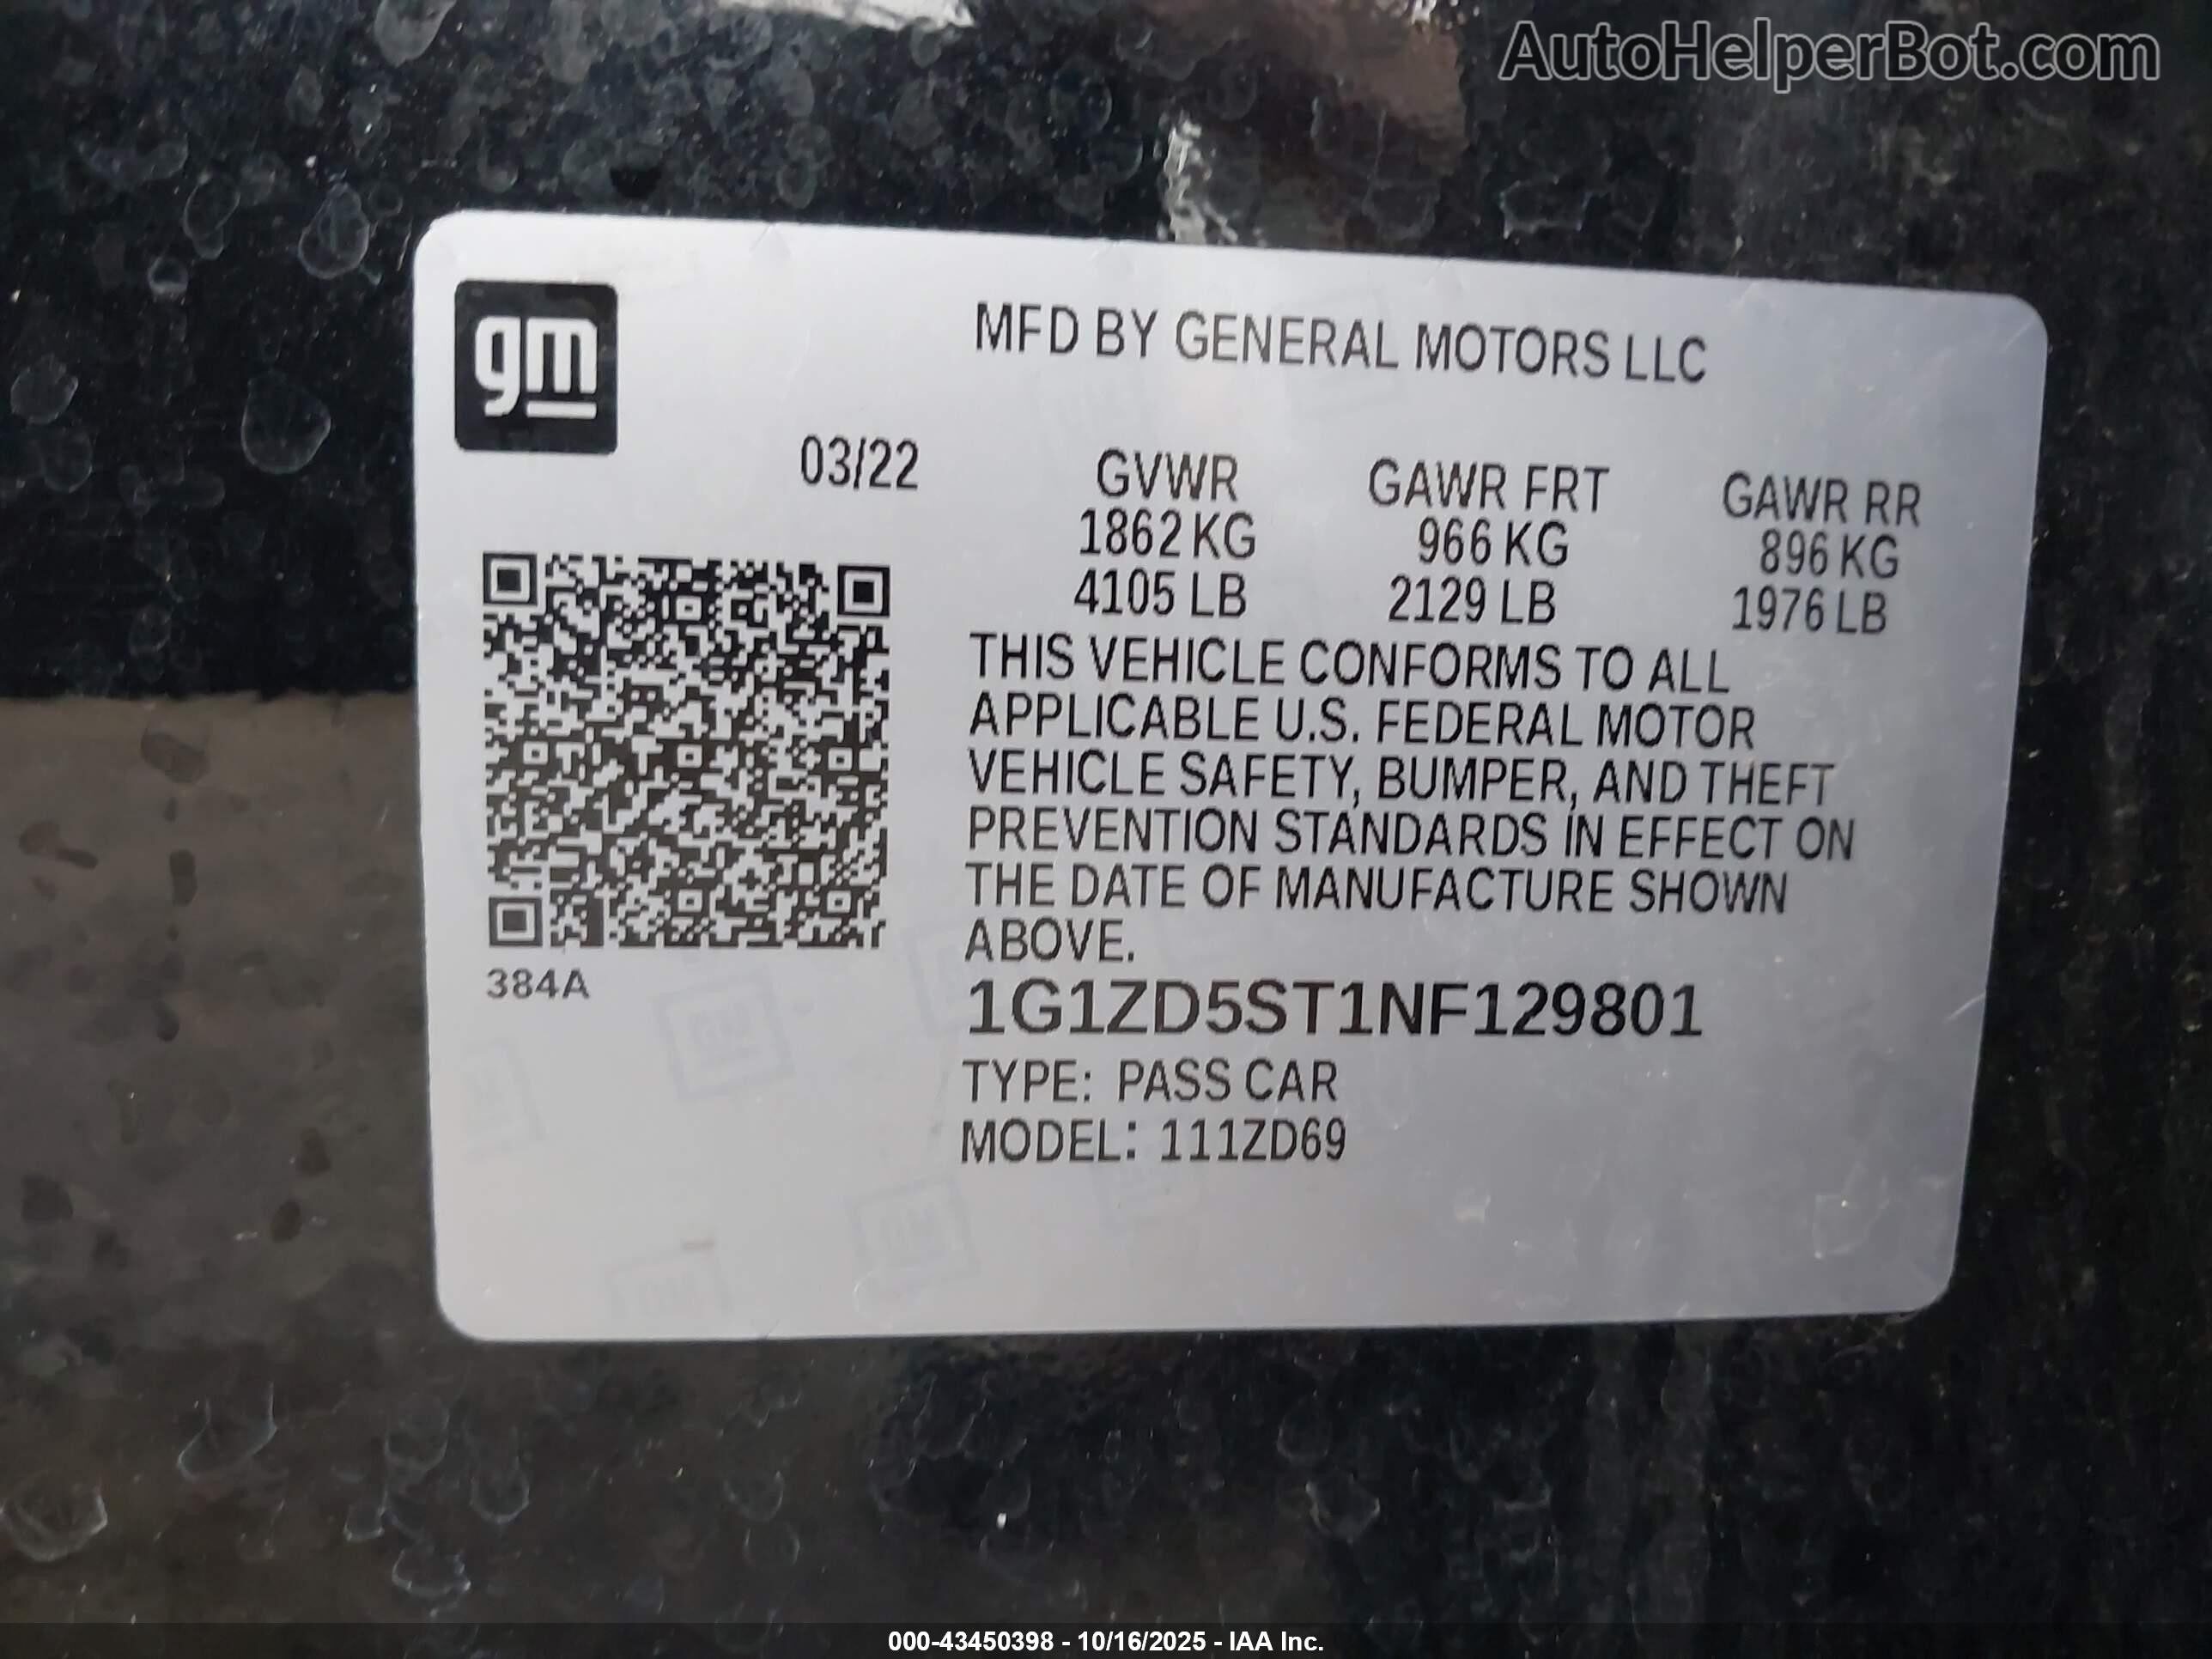 AutoHelperBot.com
gm
MFD BY GENERAL MOTORS LLC
03/22
GVWR GAWR FRT GAWR RR
1862 KG 966 KG 896 KG
4105 LB 2129 LB 1976 LB
THIS VEHICLE CONFORMS TO ALL
APPLICABLE U.S. FEDERAL MOTOR
VEHICLE SAFETY, BUMPER, AND THEFT
PREVENTION STANDARDS IN EFFECT ON
THE DATE OF MANUFACTURE SHOWN
ABOVE.
384A
1G1ZD5ST1NF129801
TYPE: PASS CAR
MODEL: 111ZD69
GM
GM
000-43450398 - 10/16/2025 - IAA Inc.